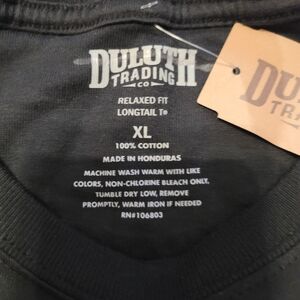 DULUTH
TRADING
CO
RELAXED FIT
LONGTAIL T®
XL
100% COTTON
MADE IN HONDURAS
MACHINE WASH WARM WITH LIKE
COLORS, NON-CHLORINE BLEACH ONLY.
TUMBLE DRY LOW, REMOVE
PROMPTLY, WARM IRON IF NEEDED
RN#106803
DU
TRADI